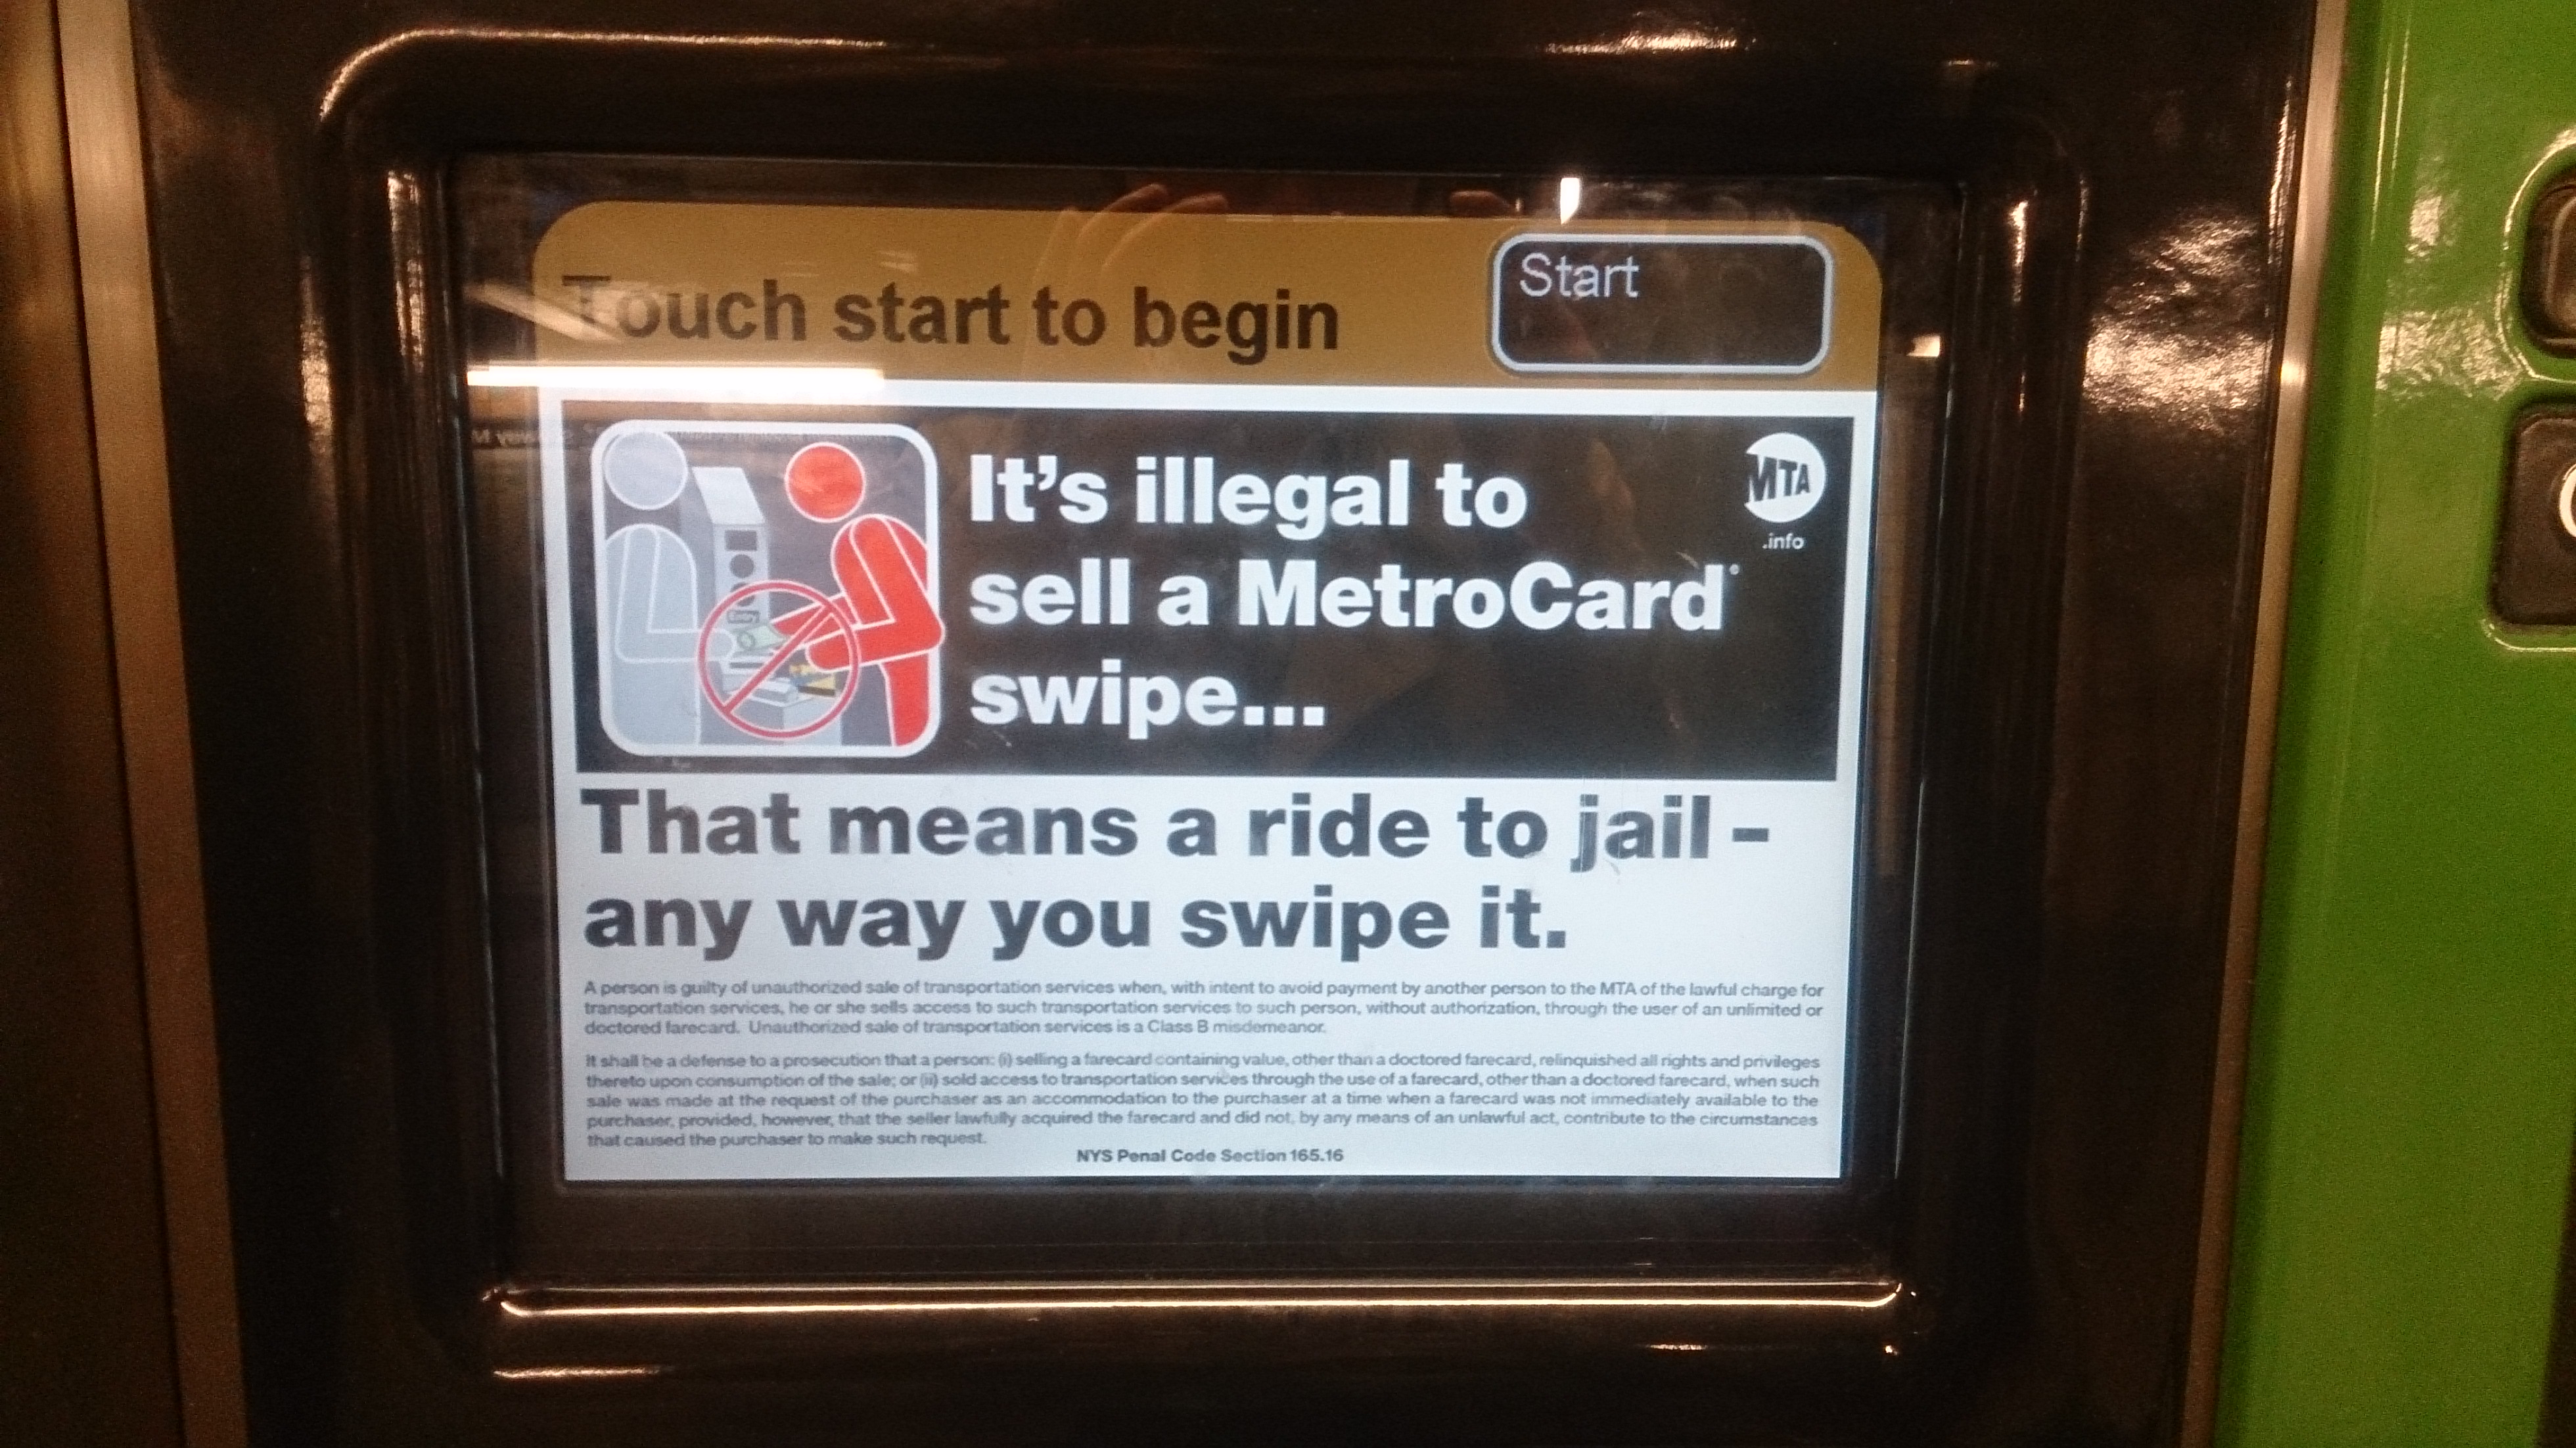 Touch start to begin
Start
It's illegal to
sell a MetroCard®
swipe...
MTA
.info
Entry
That means a ride to jail –
any way you swipe it.
A person is guilty of unauthorized sale of transportation services when, with intent to avoid payment by another person to the MTA of the lawful charge for
transportation services, he or she sells access to such transportation services to such person, without authorization, through the use of an unlimited or
doctored farecard. Unauthorized sale of transportation services is a Class B misdemeanor.
It shall be a defense to a prosecution that a person: (i) selling a farecard containing value, other than a doctored farecard, relinquished all rights and privileges
thereto upon consumption of the sale; or (ii) sold access to transportation services through the use of a farecard, other than a doctored farecard, when such
sale was made at the request of the purchaser as an accommodation to the purchaser at a time when a farecard was not immediately available to the
purchaser, provided, however, that the seller lawfully acquired the farecard and did not, by any means of an unlawful act, contribute to the circumstances
that caused the purchaser to make such request.
NYS Penal Code Section 165.16